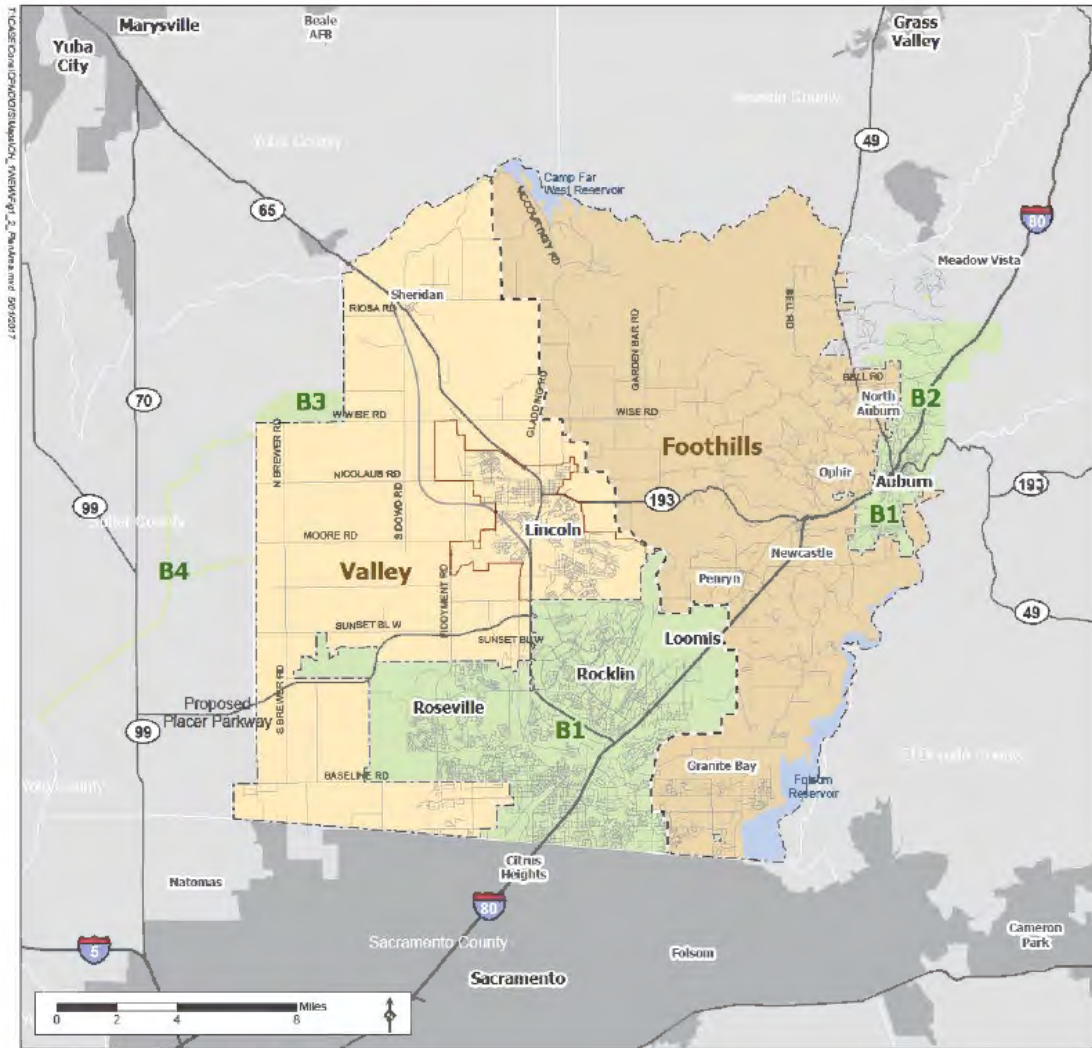 Marysville
Yuba
City
Beale
AFB
Grass
Valley
Yuba County
49
65
Camp Far
West Reservoir
80
Meadow Vista
MCCOURTNEY RD
Sheridan
RIOSA RD
BELL RD
GARDEN BAR RD
BELL RD
North
Auburn
B2
70
B3
W WISE RD
GLADDING RD
WISE RD
Foothills
N BREWER RD
NICOLAUS RD
S DOWD RD
Ophir
Auburn
193
193
99
Sutter County
Lincoln
B1
MOORE RD
Newcastle
B4
Valley
FIDDYMENT RD
Penryn
49
SUNSET BL W
SUNSET BL W
Loomis
Rocklin
S BREWER RD
Proposed
Placer Parkway
Roseville
B1
99
El Dorado County
Granite Bay
BASELINE RD
Folsom
Reservoir
Natomas
Citrus
Heights
80
5
Sacramento County
Folsom
Cameron
Park
Sacramento
Miles
0 2 4 8